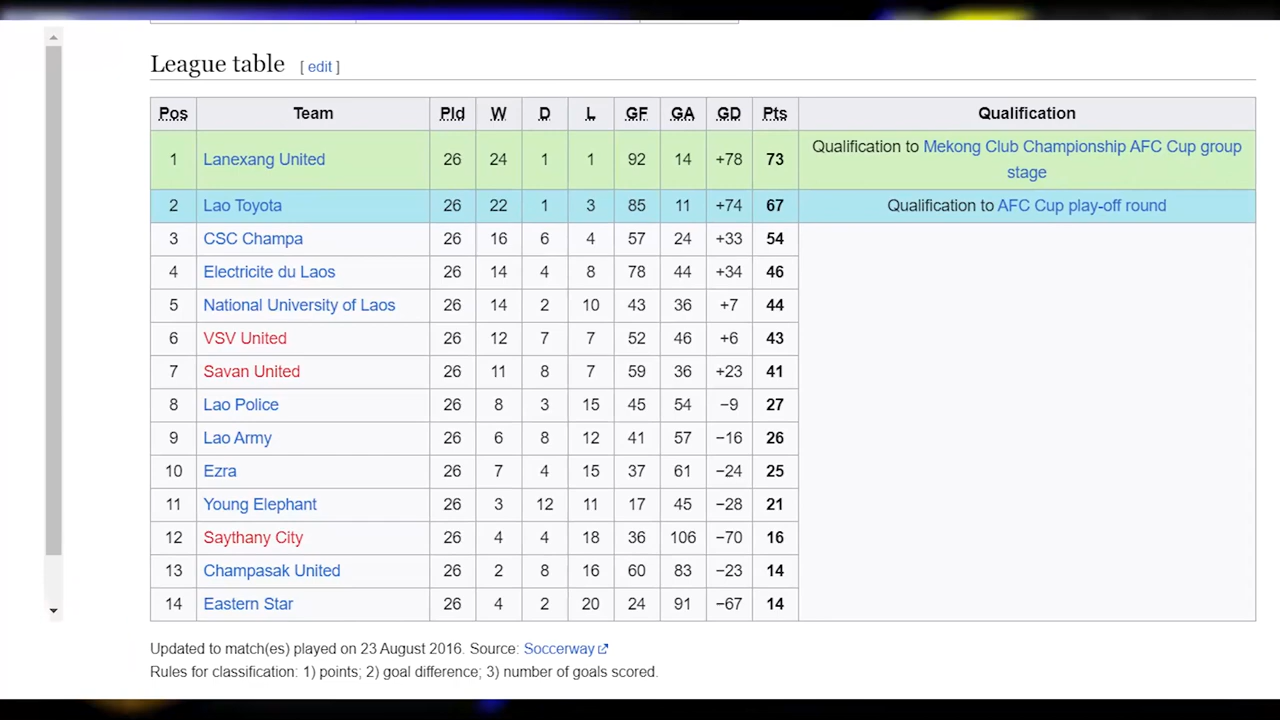 League table [ edit ]
Pos Team Pld W D L GF GA GD Pts Qualification
1 Lanexang United 26 24 1 1 92 14 +78 73 Qualification to Mekong Club Championship AFC Cup group
stage
2 Lao Toyota 26 22 1 3 85 11 +74 67 Qualification to AFC Cup play-off round
3 CSC Champa 26 16 6 4 57 24 +33 54
4 Electricite du Laos 26 14 4 8 78 44 +34 46
5 National University of Laos 26 14 2 10 43 36 +7 44
6 VSV United 26 12 7 7 52 46 +6 43
7 Savan United 26 11 8 7 59 36 +23 41
8 Lao Police 26 8 3 15 45 54 −9 27
9 Lao Army 26 6 8 12 41 57 −16 26
10 Ezra 26 7 4 15 37 61 −24 25
11 Young Elephant 26 3 12 11 17 45 −28 21
12 Saythany City 26 4 4 18 36 106 −70 16
13 Champasak United 26 2 8 16 60 83 −23 14
14 Eastern Star 26 4 2 20 24 91 −67 14
Updated to match(es) played on 23 August 2016. Source: Soccerway
Rules for classification: 1) points; 2) goal difference; 3) number of goals scored.